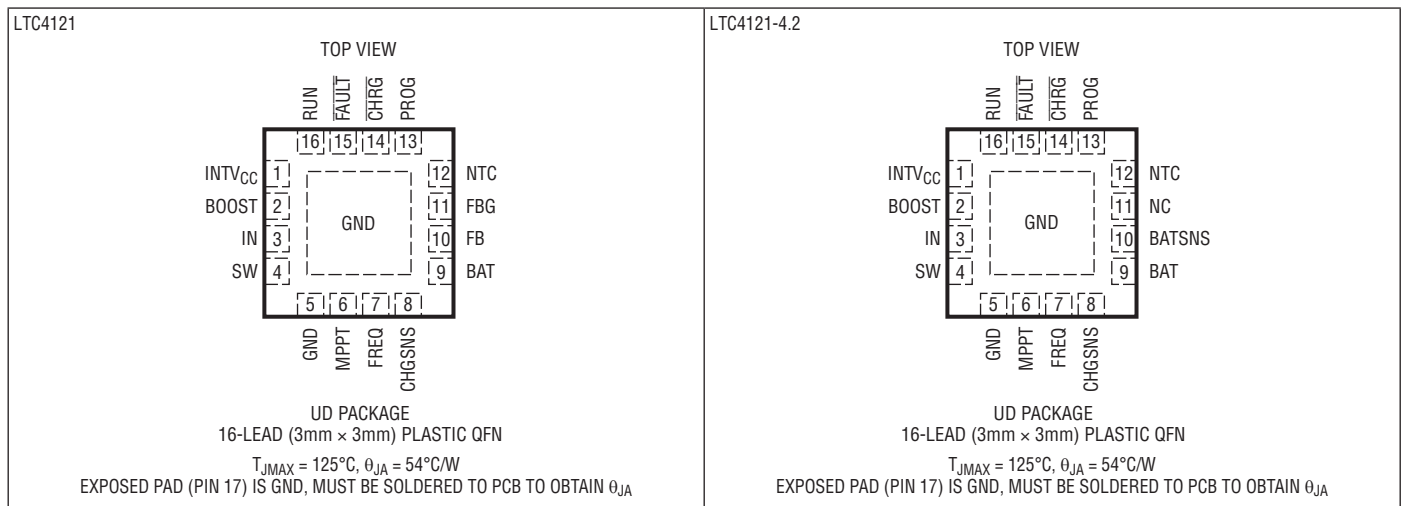 LTC4121
TOP VIEW
RUN
FAULT
CHRG
PROG
16 15 14 13
INTVCC 1
BOOST 2
IN 3
SW 4
GND
12 NTC
11 FBG
10 FB
9 BAT
5 6 7 8
GND
MPPT
FREQ
CHGSNS
UD PACKAGE
16-LEAD (3mm × 3mm) PLASTIC QFN
TJMAX = 125°C, θJA = 54°C/W
EXPOSED PAD (PIN 17) IS GND, MUST BE SOLDERED TO PCB TO OBTAIN θJA
LTC4121-4.2
TOP VIEW
RUN
FAULT
CHRG
PROG
16 15 14 13
INTVCC 1
BOOST 2
IN 3
SW 4
GND
12 NTC
11 NC
10 BATSNS
9 BAT
5 6 7 8
GND
MPPT
FREQ
CHGSNS
UD PACKAGE
16-LEAD (3mm × 3mm) PLASTIC QFN
TJMAX = 125°C, θJA = 54°C/W
EXPOSED PAD (PIN 17) IS GND, MUST BE SOLDERED TO PCB TO OBTAIN θJA